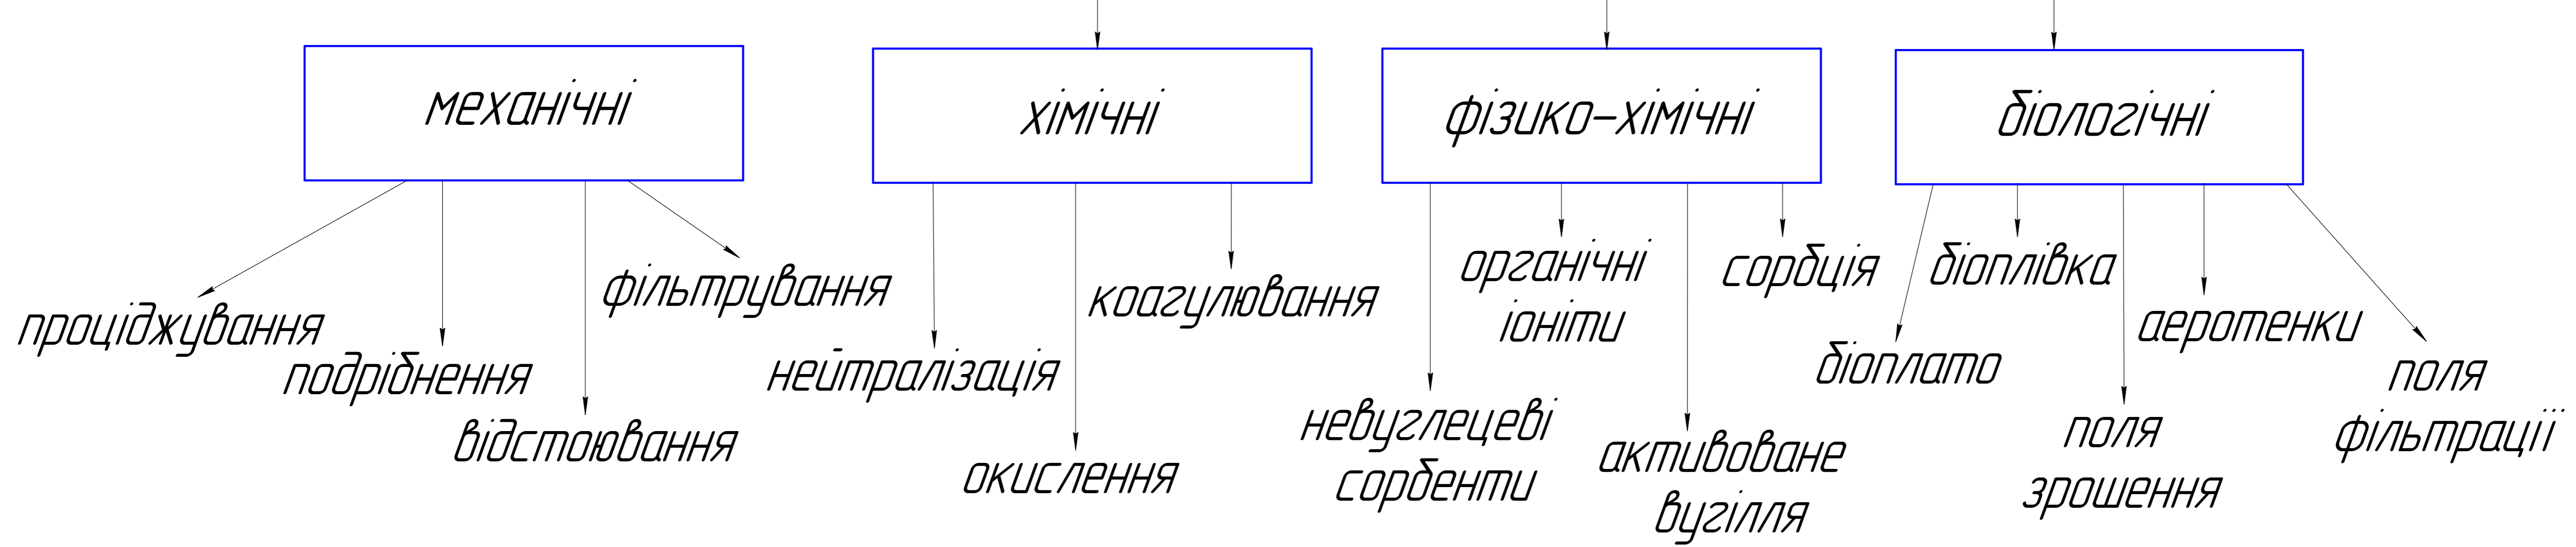 механічні
хімічні
фізико-хімічні
біологічні
проціджування
подрібнення
відстоювання
фільтрування
нейтралізація
окислення
коагулювання
невуглецеві
сорбенти
органічні
іоніти
активоване
вугілля
сорбція
біоплато
біоплівка
поля
зрошення
аеротенки
поля
фільтрації